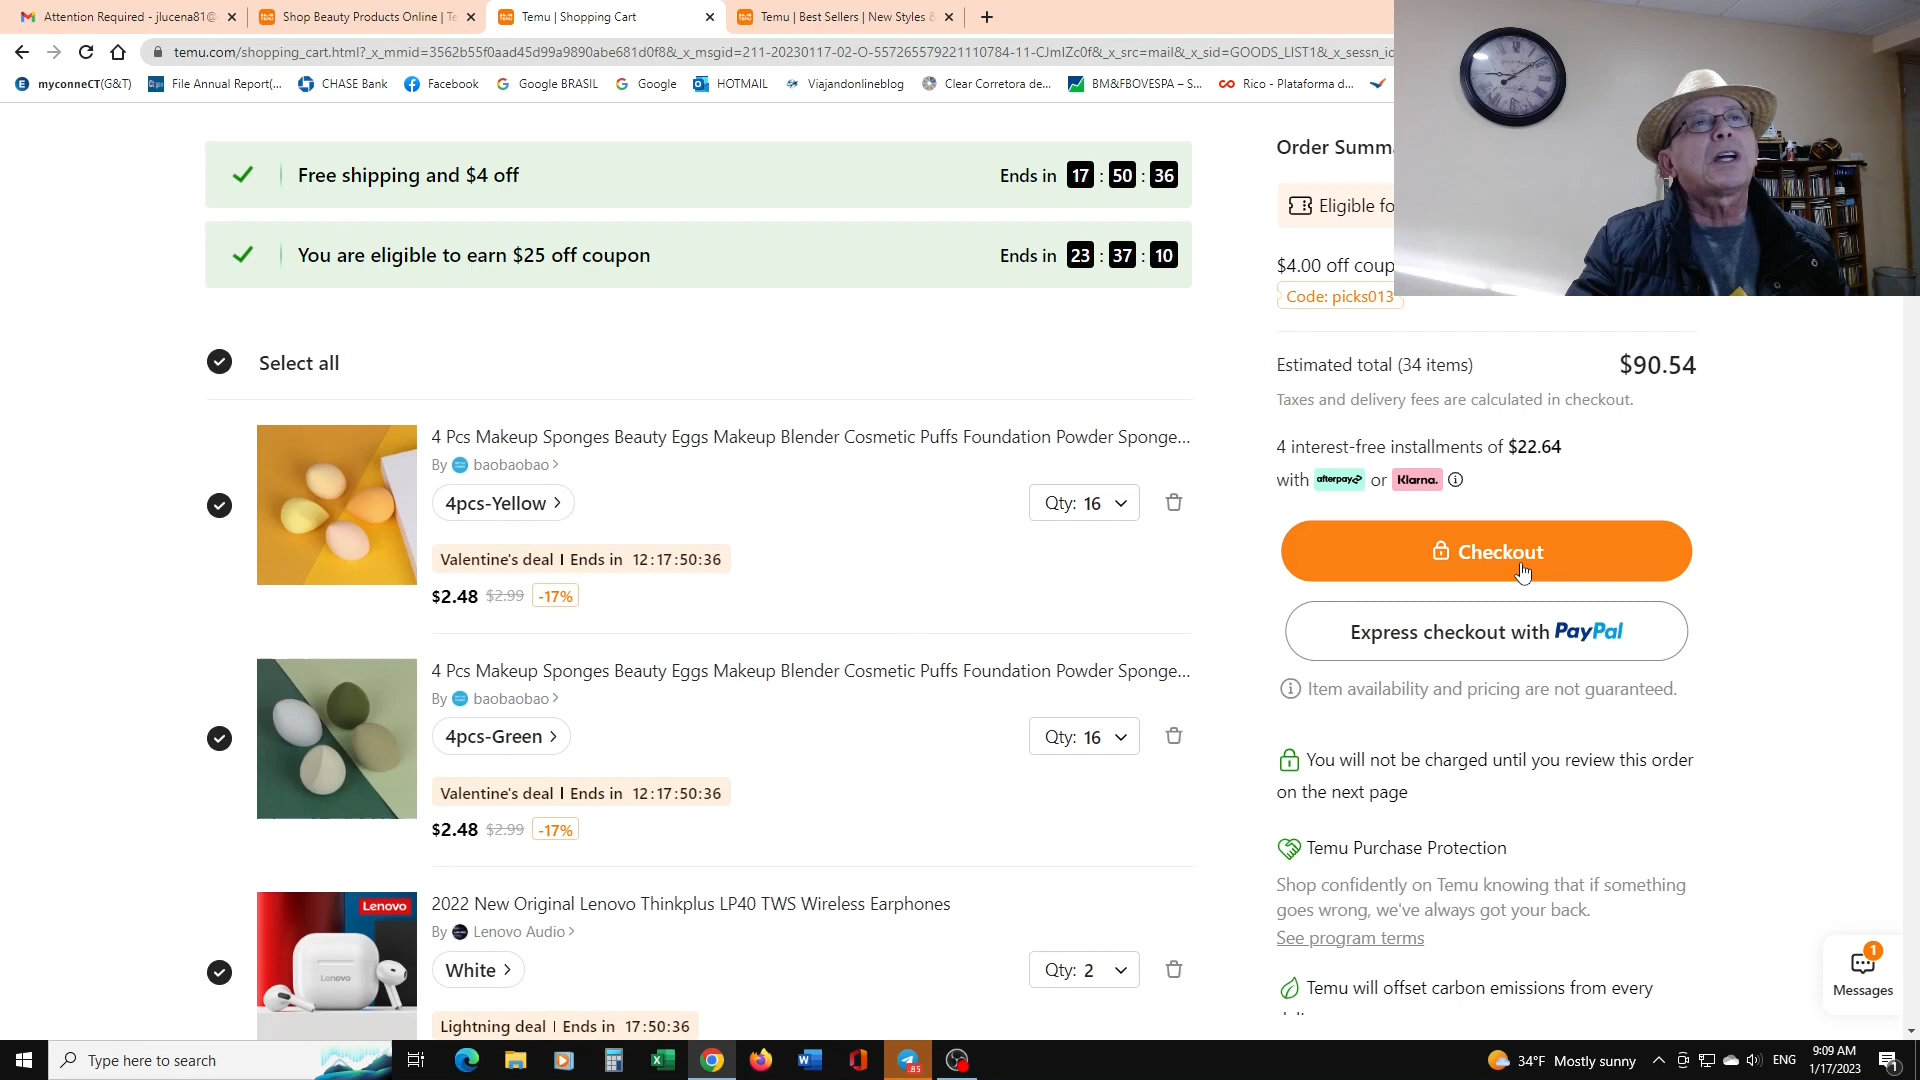 Attention Required - jlucena81@
Shop Beauty Products Online | Te
Temu | Shopping Cart
Temu | Best Sellers | New Styles &
temu.com/shopping_cart.html?_x_mmid=3562b55f0aad45d99a9890abe681d0f8&_x_msgid=211-20230117-02-O-557265579221110784-11-CJmIZc0f&_x_src=mail&_x_sid=GOODS_LIST1&_x_sessn_id
myconneCT(G&T)
File Annual Report(...
CHASE Bank
Facebook
Google BRASIL
Google
HOTMAIL
Viajandonlineblog
Clear Corretora de...
BM&FBOVESPA – S...
Rico - Plataforma d...
Free shipping and $4 off
Ends in 17 : 50 : 36
You are eligible to earn $25 off coupon
Ends in 23 : 37 : 10
Select all
4 Pcs Makeup Sponges Beauty Eggs Makeup Blender Cosmetic Puffs Foundation Powder Sponge...
By baobaobao >
4pcs-Yellow >
Qty: 16
Valentine's deal | Ends in 12:17:50:36
$2.48 $2.99 -17%
4 Pcs Makeup Sponges Beauty Eggs Makeup Blender Cosmetic Puffs Foundation Powder Sponge...
By baobaobao >
4pcs-Green >
Qty: 16
Valentine's deal | Ends in 12:17:50:36
$2.48 $2.99 -17%
Lenovo
Lenovo
2022 New Original Lenovo Thinkplus LP40 TWS Wireless Earphones
By Lenovo Audio >
White >
Qty: 2
Lightning deal | Ends in 17:50:36
Order Summa
Eligible fo
$4.00 off coup
Code: picks013
Estimated total (34 items) $90.54
Taxes and delivery fees are calculated in checkout.
4 interest-free installments of $22.64
with afterpay or Klarna.
Checkout
Express checkout with PayPal
Item availability and pricing are not guaranteed.
You will not be charged until you review this order
on the next page
Temu Purchase Protection
Shop confidently on Temu knowing that if something
goes wrong, we've always got your back.
See program terms
Temu will offset carbon emissions from every
1
Messages
Type here to search
34°F Mostly sunny
ENG
9:09 AM
1/17/2023